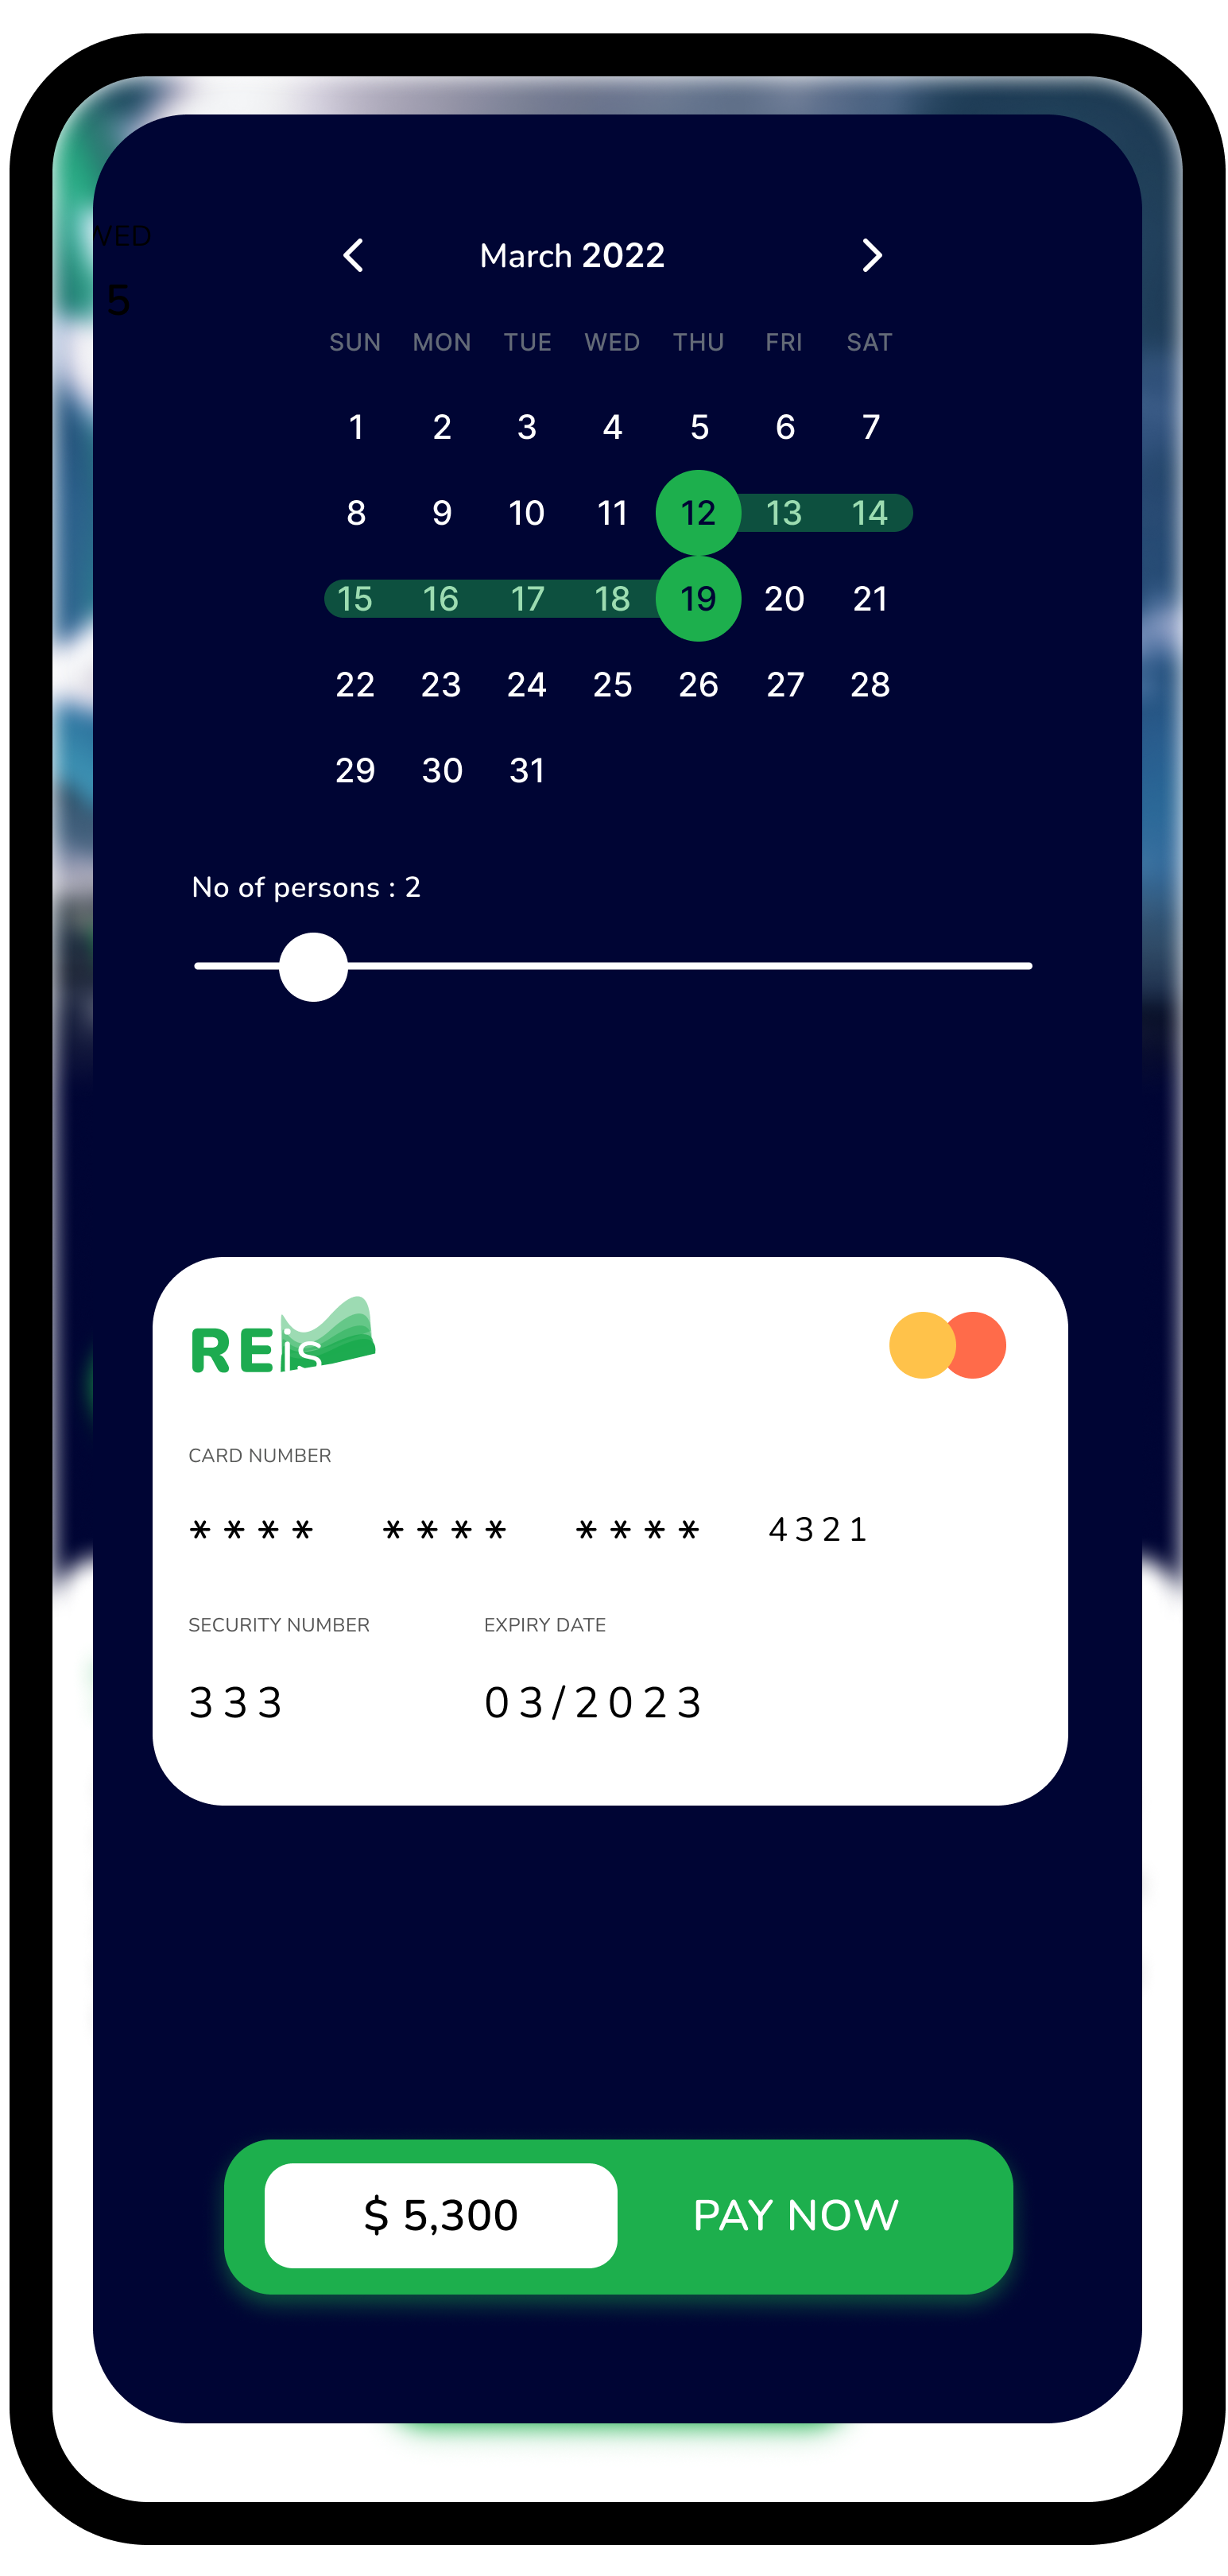 WED
5
March 2022
SUN MON TUE WED THU FRI SAT
1 2 3 4 5 6 7
8 9 10 11 12 13 14
15 16 17 18 19 20 21
22 23 24 25 26 27 28
29 30 31
No of persons : 2
REis
CARD NUMBER
**** **** **** 4321
SECURITY NUMBER EXPIRY DATE
333 03/2023
$ 5,300 PAY NOW